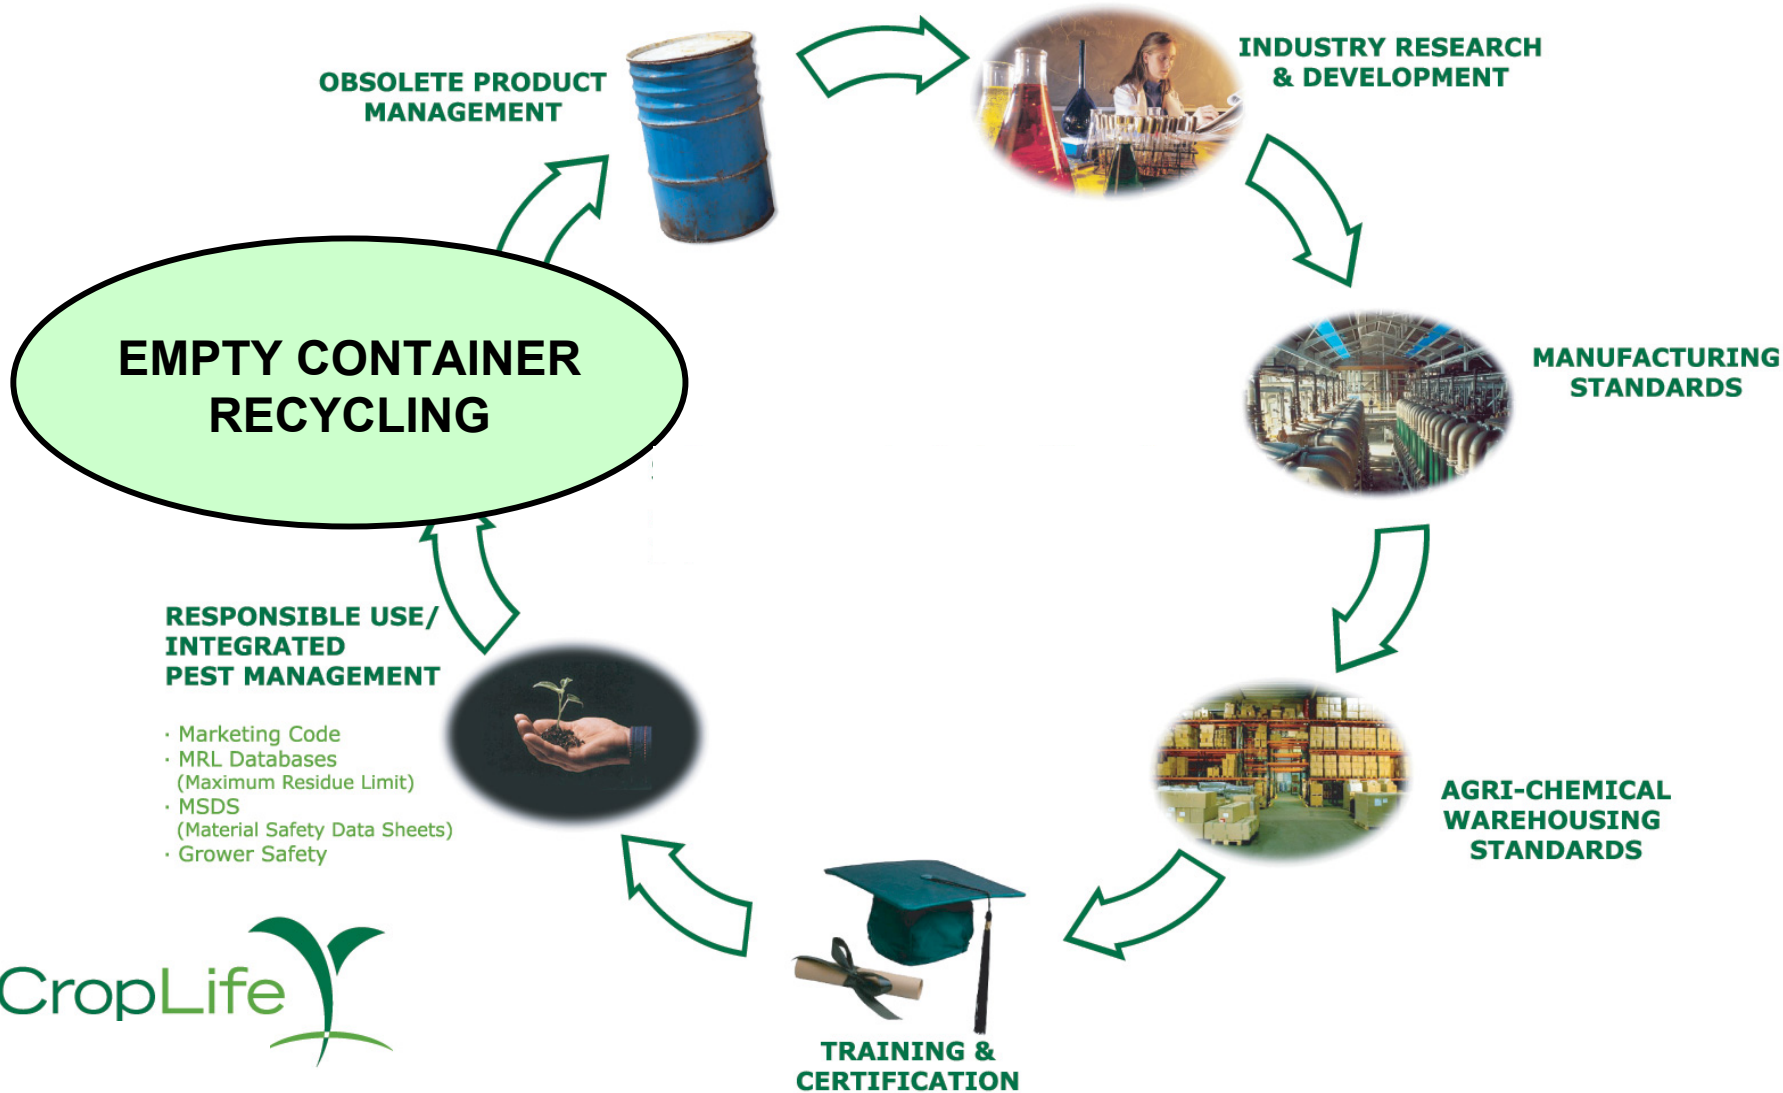 OBSOLETE PRODUCT
MANAGEMENT
INDUSTRY RESEARCH
& DEVELOPMENT
EMPTY CONTAINER
RECYCLING
MANUFACTURING
STANDARDS
RESPONSIBLE USE/
INTEGRATED
PEST MANAGEMENT
· Marketing Code
· MRL Databases
(Maximum Residue Limit)
· MSDS
(Material Safety Data Sheets)
· Grower Safety
AGRI-CHEMICAL
WAREHOUSING
STANDARDS
TRAINING &
CERTIFICATION
CropLife